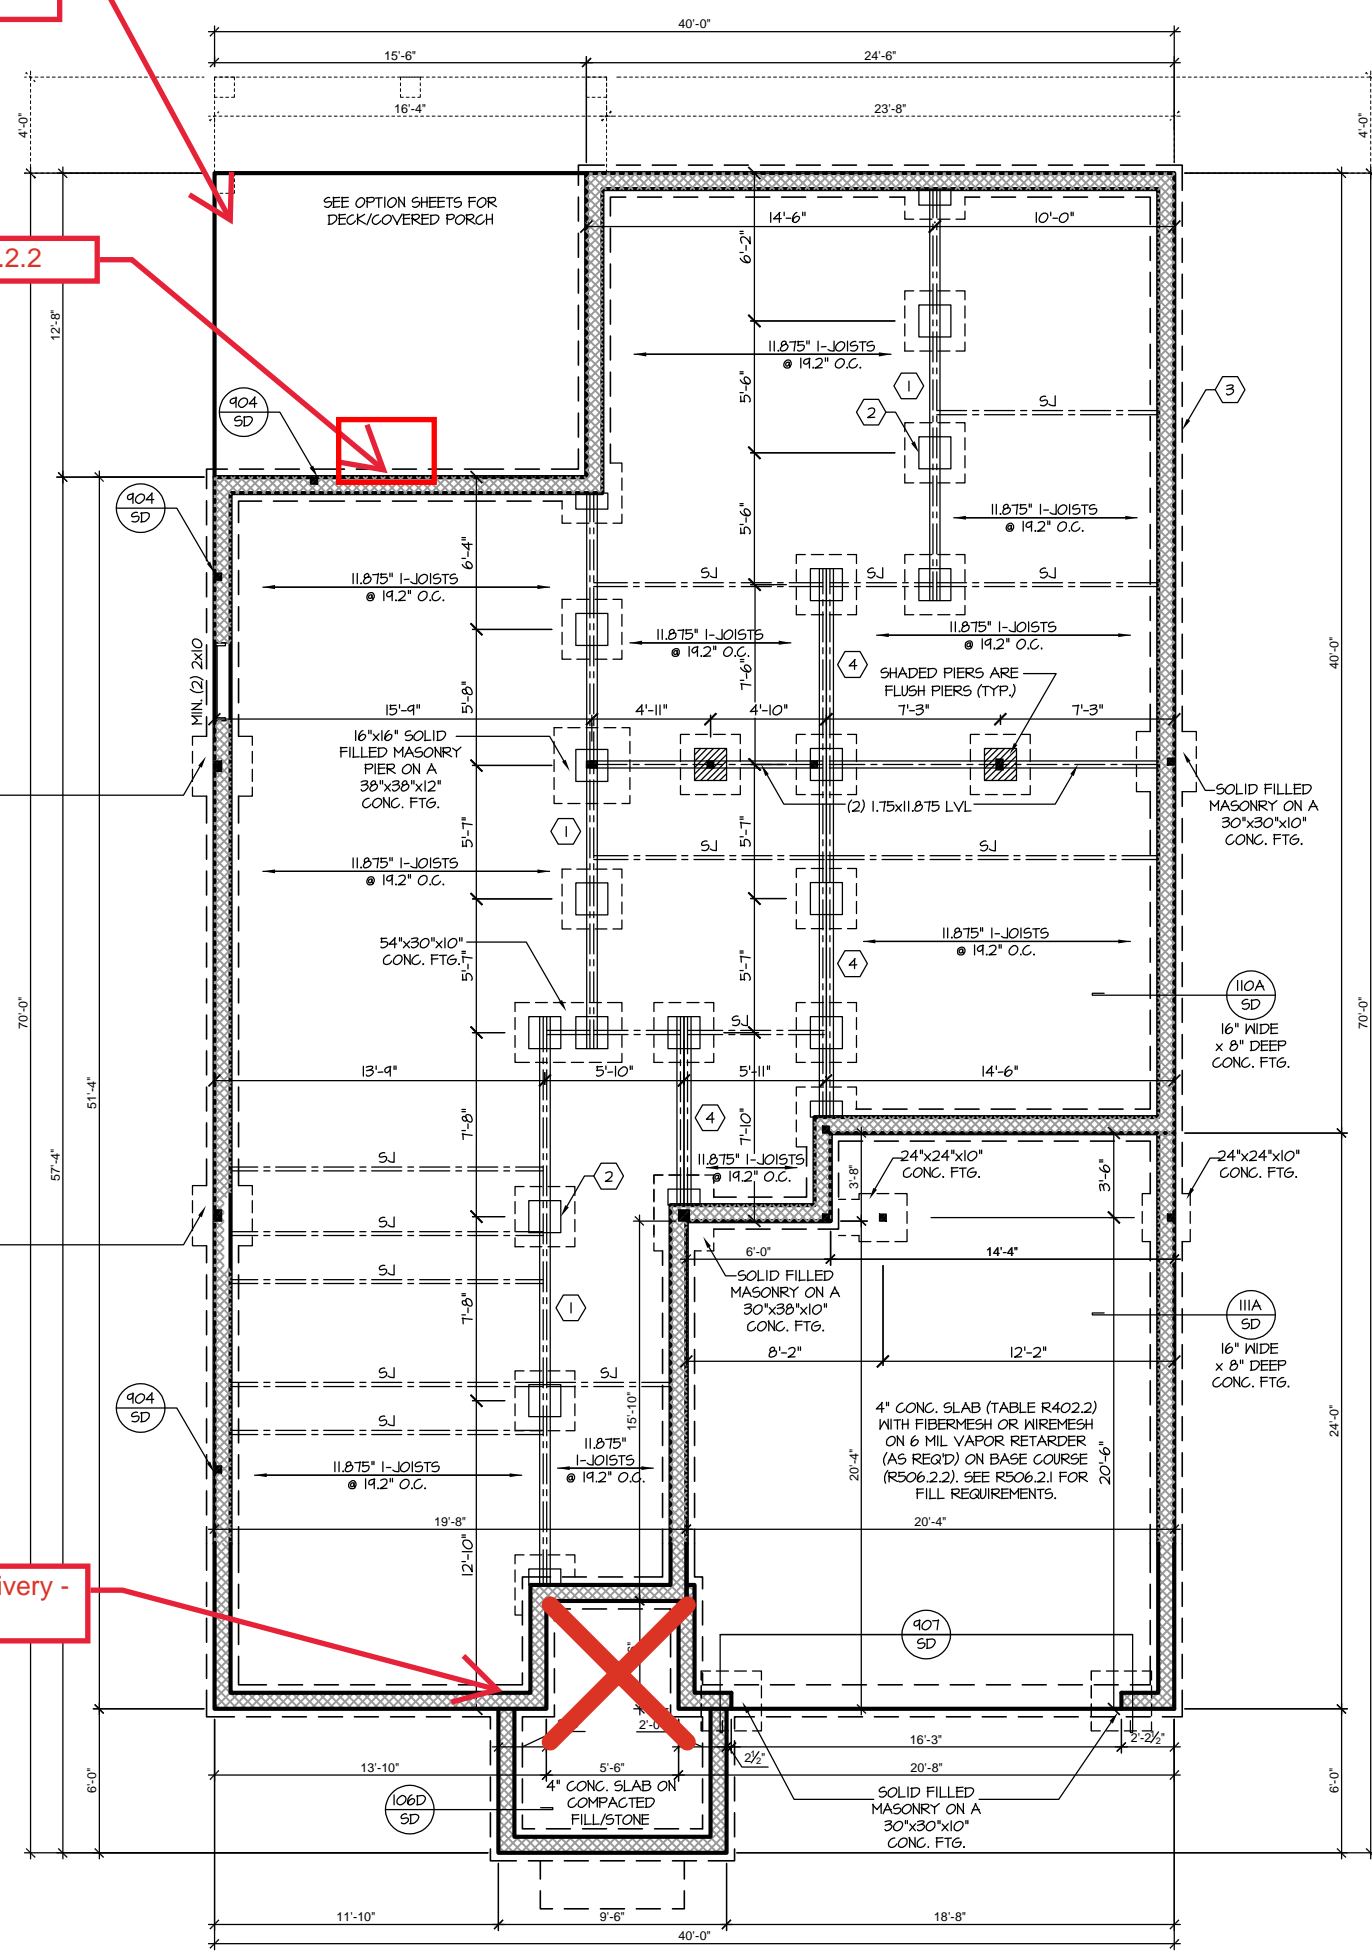 40'-0"
15'-6"
24'-6"
16'-4"
23'-8"
4'-0"
4'-0"
SEE OPTION SHEETS FOR
DECK/COVERED PORCH
14'-6"
10'-0"
6'-2"
.2.2
12'-8"
11.875" I-JOISTS
@ 19.2" O.C.
5'-6"
1
2
SJ
3
904
SD
904
SD
5'-6"
11.875" I-JOISTS
@ 19.2" O.C.
6'-4"
11.875" I-JOISTS
@ 19.2" O.C.
SJ
SJ
SJ
11.875" I-JOISTS
@ 19.2" O.C.
11.875" I-JOISTS
@ 19.2" O.C.
7'-6"
4
SHADED PIERS ARE
FLUSH PIERS (TYP.)
40'-0"
MIN. (2) 2x10
5'-8"
15'-9"
4'-11"
4'-10"
7'-3"
7'-3"
16"x16" SOLID
FILLED MASONRY
PIER ON A
38"x38"x12"
CONC. FTG.
(2) 1.75x11.875 LVL
SOLID FILLED
MASONRY ON A
30"x30"x10"
CONC. FTG.
1
5'-7"
5'-7"
SJ
SJ
11.875" I-JOISTS
@ 19.2" O.C.
54"x30"x10"
CONC. FTG.
5'-7"
5'-7"
11.875" I-JOISTS
@ 19.2" O.C.
4
110A
SD
16" WIDE
x 8" DEEP
CONC. FTG.
70'-0"
70'-0"
SJ
13'-9"
5'-10"
5'-11"
14'-6"
51'-4"
57'-4"
7'-8"
4
7'-10"
SJ
11.875" I-JOISTS
@ 19.2" O.C.
2
3'-8"
24"x24"x10"
CONC. FTG.
3'-6"
24"x24"x10"
CONC. FTG.
SJ
SJ
6'-0"
14'-4"
SOLID FILLED
MASONRY ON A
30"x38"x10"
CONC. FTG.
7'-8"
1
111A
SD
16" WIDE
x 8" DEEP
CONC. FTG.
8'-2"
12'-2"
SJ
SJ
SJ
904
SD
15'-10"
4" CONC. SLAB (TABLE R402.2)
WITH FIBERMESH OR WIREMESH
ON 6 MIL VAPOR RETARDER
(AS REQ'D) ON BASE COURSE
(R506.2.2). SEE R506.2.1 FOR
FILL REQUIREMENTS.
20'-4"
20'-6"
24'-0"
11.875"
I-JOISTS
@ 19.2" O.C.
11.875" I-JOISTS
@ 19.2" O.C.
19'-8"
20'-4"
12'-10"
ivery -
907
SD
2'-0
2½"
16'-3"
2'-2½"
13'-10"
5'-6"
20'-8"
6'-0"
6'-0"
4" CONC. SLAB ON
COMPACTED
FILL/STONE
106D
SD
SOLID FILLED
MASONRY ON A
30"x30"x10"
CONC. FTG.
11'-10"
9'-6"
18'-8"
40'-0"